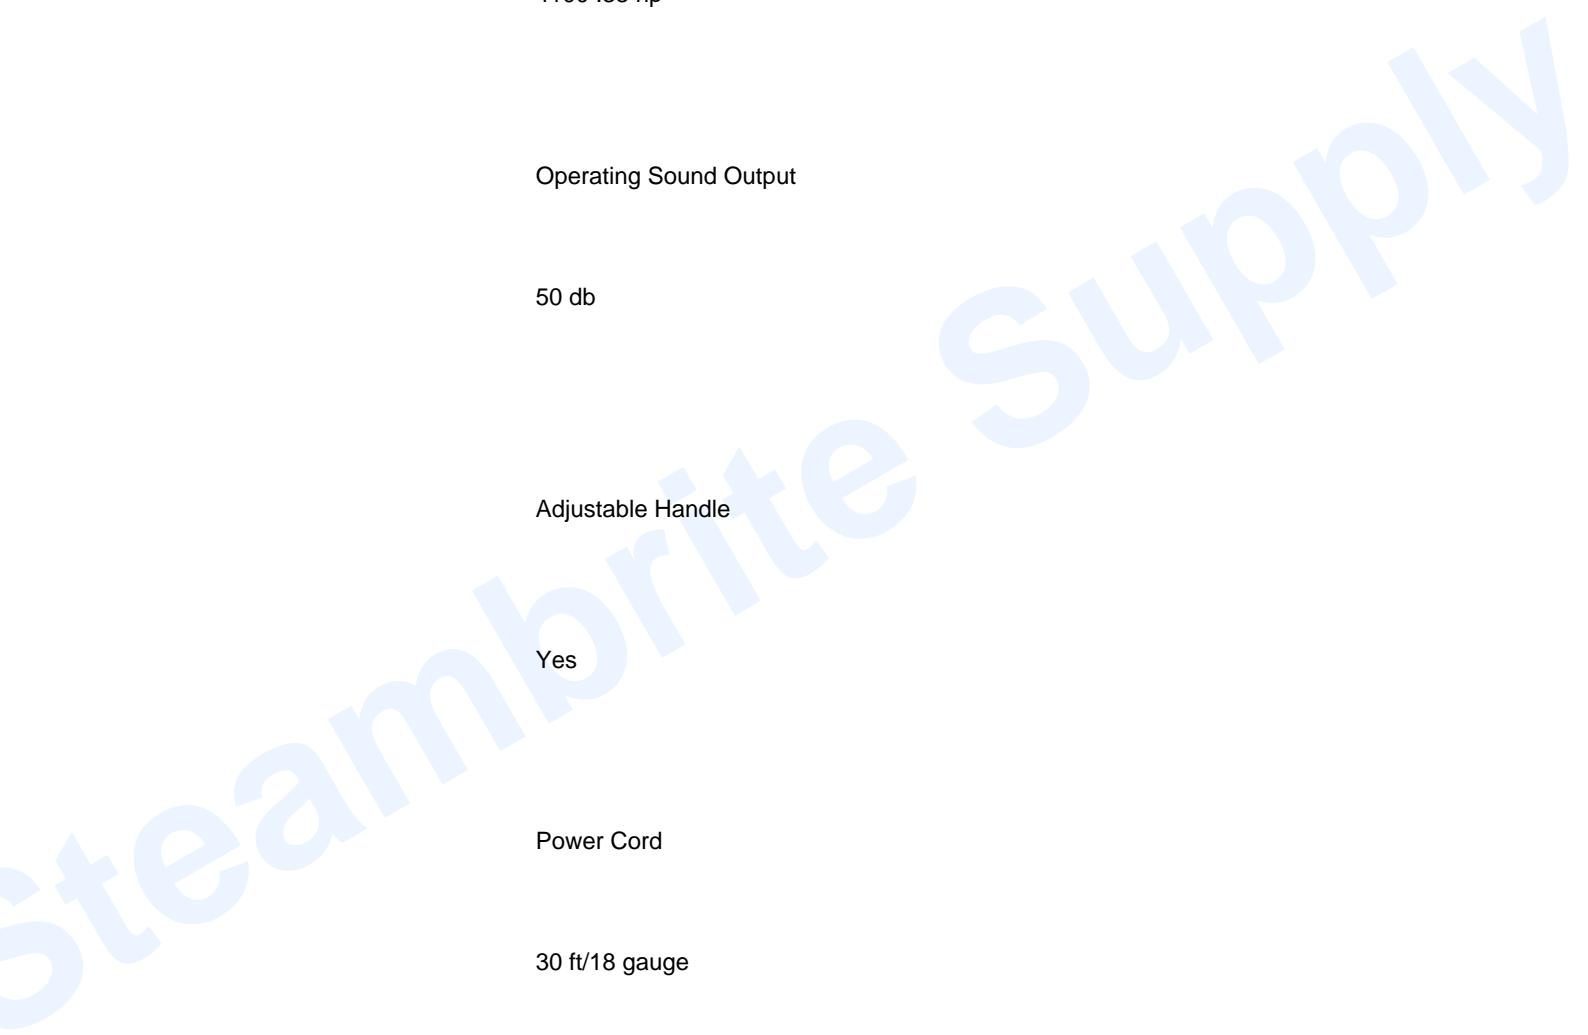 Operating Sound Output
50 db
Adjustable Handle
Yes
Power Cord
30 ft/18 gauge
Steambrite Supply